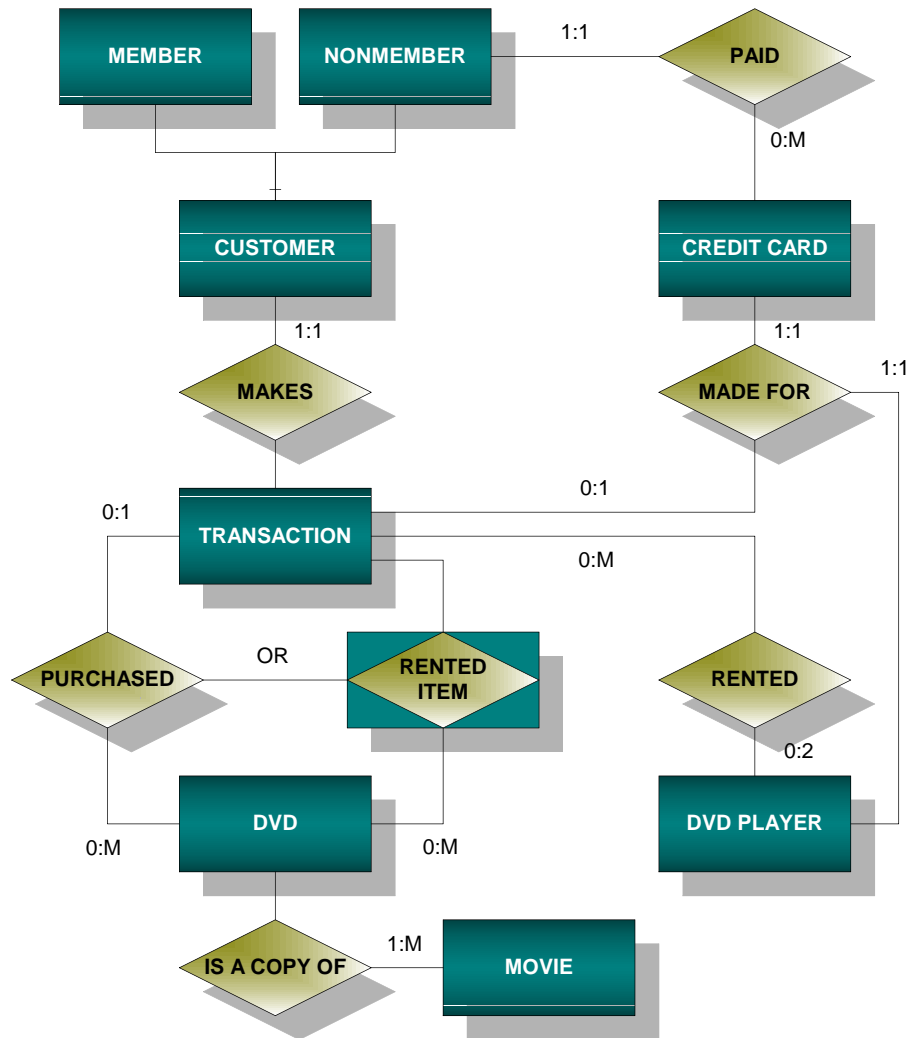 MEMBER
NONMEMBER
1:1
PAID
0:M
CUSTOMER
CREDIT CARD
1:1
1:1
1:1
MAKES
MADE FOR
0:1
0:1
TRANSACTION
0:M
PURCHASED
OR
RENTED
ITEM
RENTED
0:2
DVD
DVD PLAYER
0:M
0:M
1:M
IS A COPY OF
MOVIE